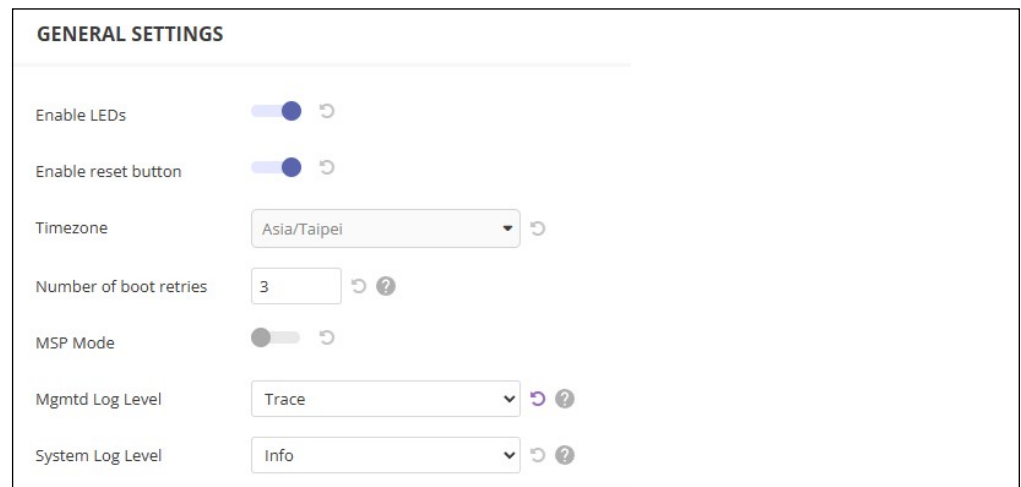 GENERAL SETTINGS
Enable LEDs
Enable reset button
Timezone Asia/Taipei
Number of boot retries 3 ?
MSP Mode
Mgmtd Log Level Trace ?
System Log Level Info ?